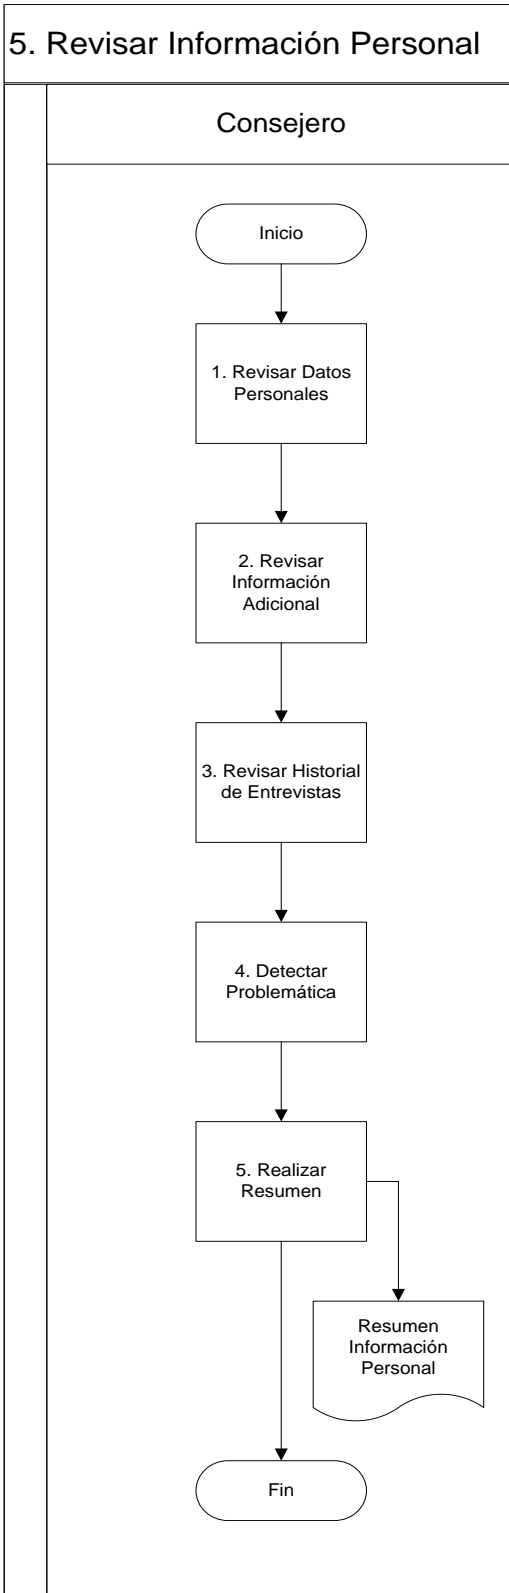 5. Revisar Información Personal
Consejero
Inicio
1. Revisar Datos
Personales
2. Revisar
Información
Adicional
3. Revisar Historial
de Entrevistas
4. Detectar
Problemática
5. Realizar
Resumen
Resumen
Información
Personal
Fin